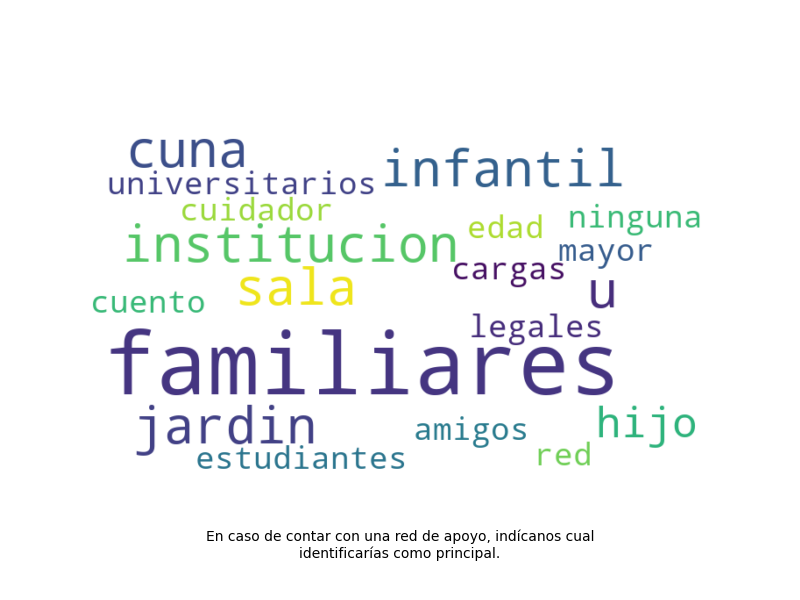 cuna
infantil
universitarios
cuidador
ninguna
edad
institucion
mayor
cargas
sala
u
cuento
legales
familiares
jardin
hijo
amigos
estudiantes
red
En caso de contar con una red de apoyo, indícanos cual
identificarías como principal.